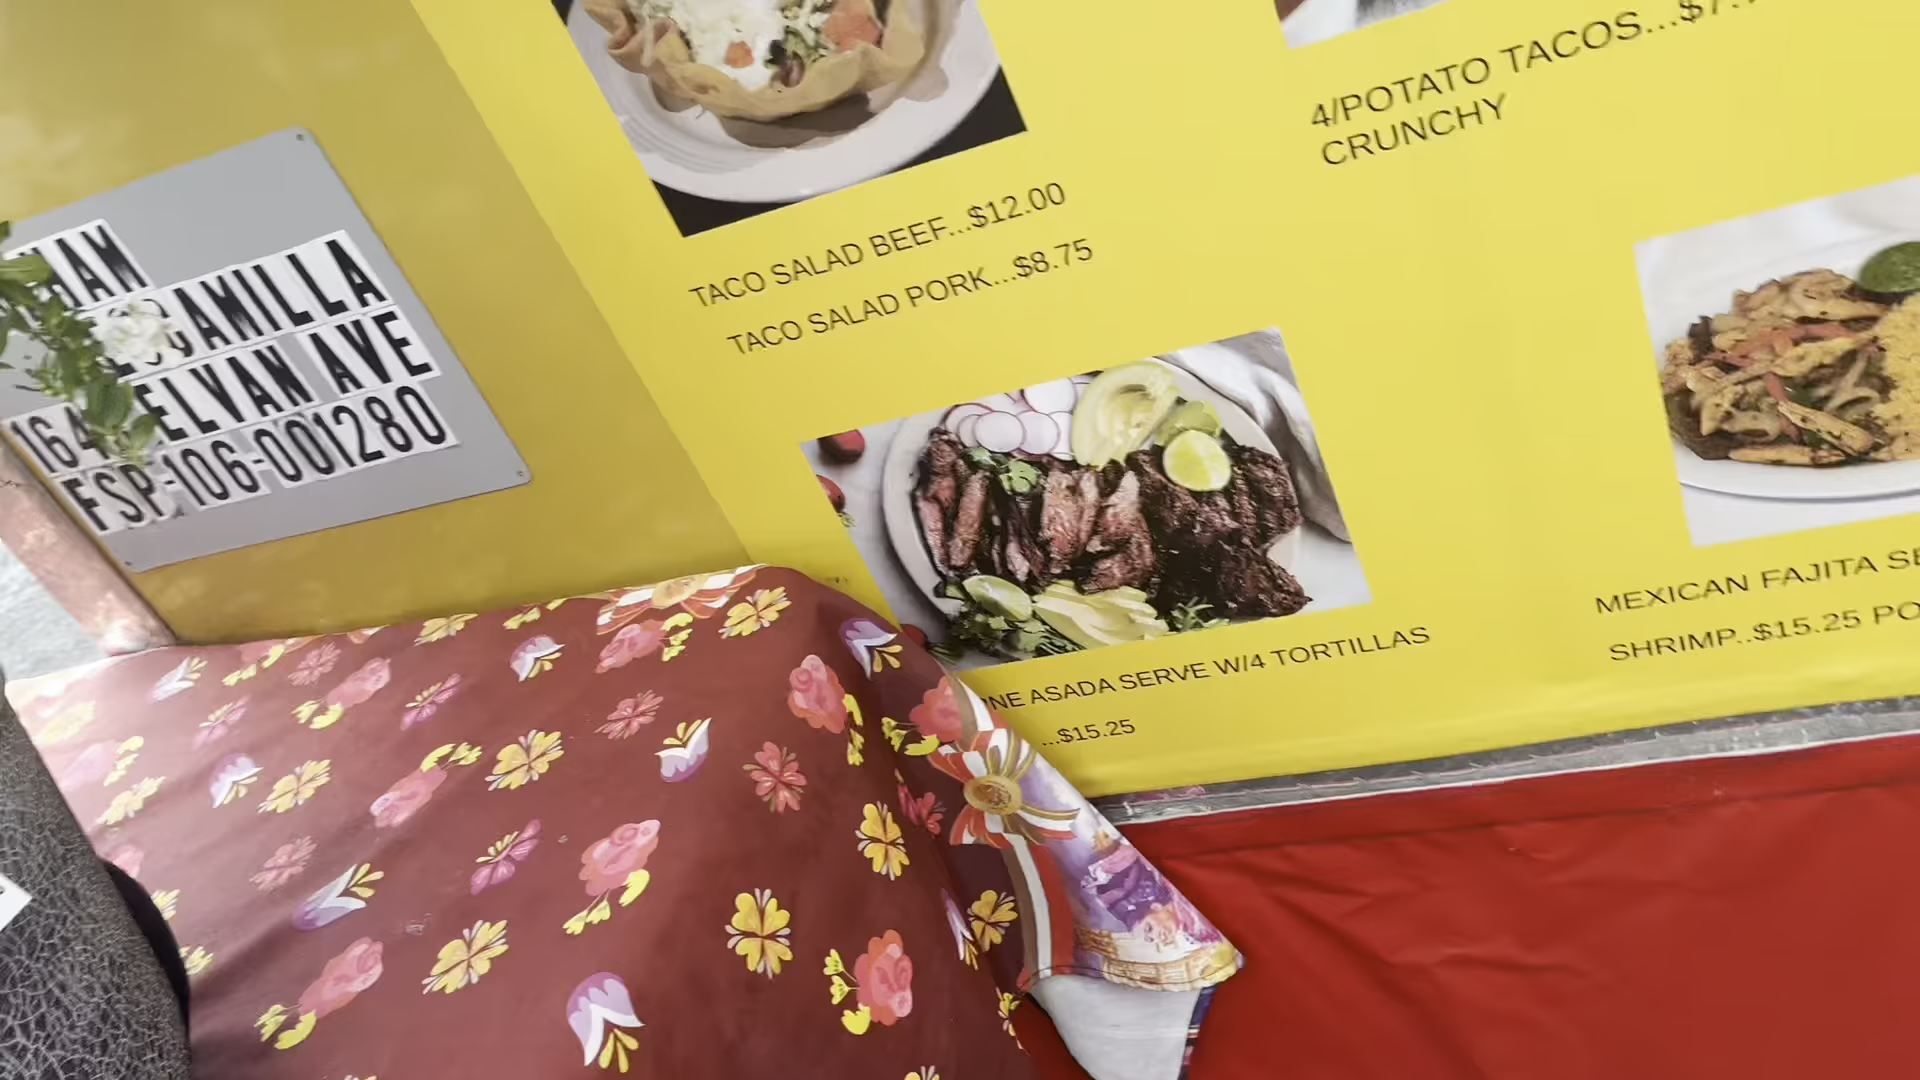 ESCAMILLA
ELVAN AVE
FSP-106-001280
TACO SALAD BEEF...$12.00
TACO SALAD PORK...$8.75
4/POTATO TACOS...$7.
CRUNCHY
ASADA SERVE W/4 TORTILLAS
...$15.25
MEXICAN FAJITA
SHRIMP..$15.25